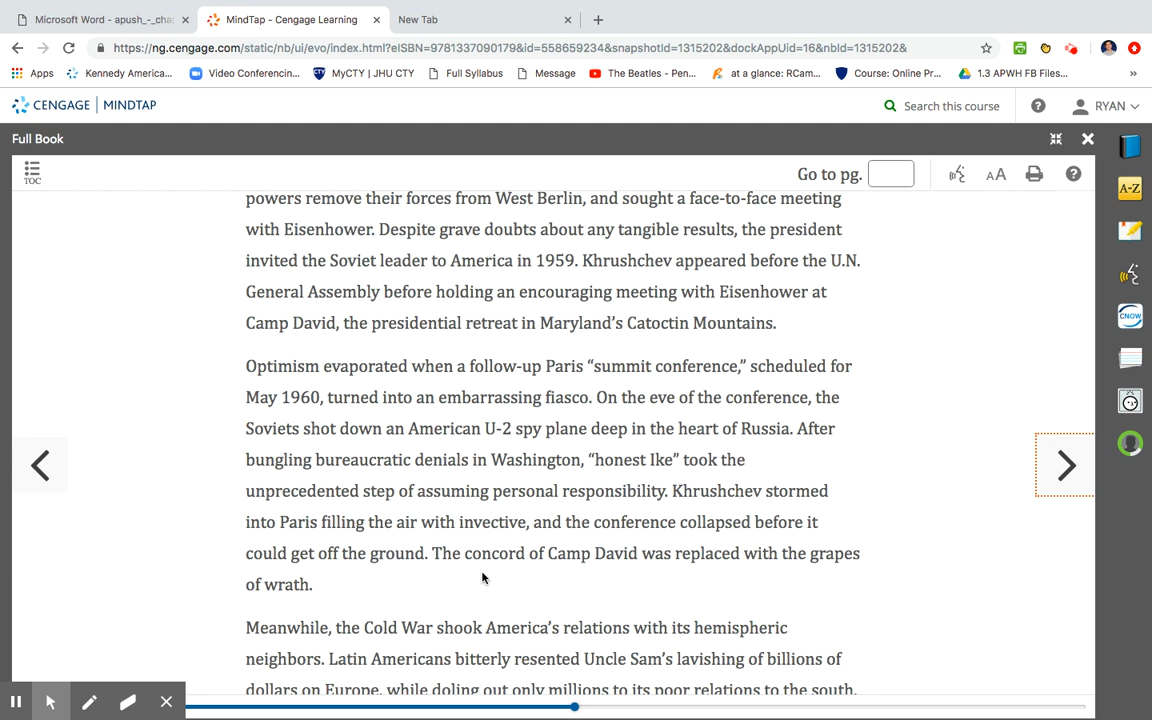 Microsoft Word - apush_-_cha
MindTap - Cengage Learning
New Tab
https://ng.cengage.com/static/nb/ui/evo/index.html?eISBN=9781337090179&id=558659234&snapshotId=1315202&dockAppUid=16&nbId=1315202&
Apps
Kennedy America...
Video Conferencin...
CTY
MyCTY | JHU CTY
Full Syllabus
Message
The Beatles - Pen...
at a glance: RCam...
Course: Online Pr...
1.3 APWH FB Files...
»
CENGAGE | MINDTAP
Search this course
RYAN
Full Book
TOC
Go to pg.
AA
A-Z
CNOW
powers remove their forces from West Berlin, and sought a face-to-face meeting
with Eisenhower. Despite grave doubts about any tangible results, the president
invited the Soviet leader to America in 1959. Khrushchev appeared before the U.N.
General Assembly before holding an encouraging meeting with Eisenhower at
Camp David, the presidential retreat in Maryland’s Catoctin Mountains.
Optimism evaporated when a follow-up Paris “summit conference,” scheduled for
May 1960, turned into an embarrassing fiasco. On the eve of the conference, the
Soviets shot down an American U-2 spy plane deep in the heart of Russia. After
bungling bureaucratic denials in Washington, “honest Ike” took the
unprecedented step of assuming personal responsibility. Khrushchev stormed
into Paris filling the air with invective, and the conference collapsed before it
could get off the ground. The concord of Camp David was replaced with the grapes
of wrath.
Meanwhile, the Cold War shook America’s relations with its hemispheric
neighbors. Latin Americans bitterly resented Uncle Sam’s lavishing of billions of
dollars on Europe, while doling out only millions to its poor relations to the south.